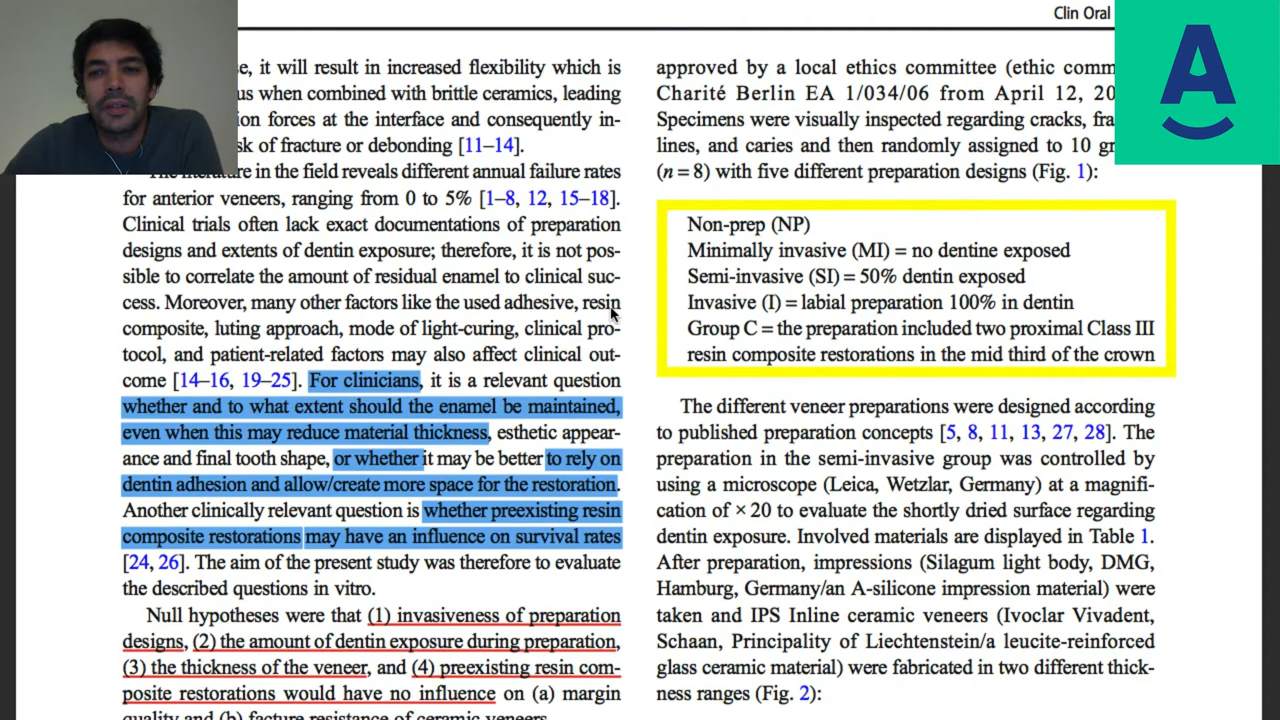 Clin Oral
se, it will result in increased flexibility which is
us when combined with brittle ceramics, leading
ion forces at the interface and consequently in-
sk of fracture or debonding [11–14].
The literature in the field reveals different annual failure rates
for anterior veneers, ranging from 0 to 5% [1–8, 12, 15–18].
Clinical trials often lack exact documentations of preparation
designs and extents of dentin exposure; therefore, it is not pos-
sible to correlate the amount of residual enamel to clinical suc-
cess. Moreover, many other factors like the used adhesive, resin
composite, luting approach, mode of light-curing, clinical pro-
tocol, and patient-related factors may also affect clinical out-
come [14–16, 19–25]. For clinicians, it is a relevant question
whether and to what extent should the enamel be maintained,
even when this may reduce material thickness, esthetic appear-
ance and final tooth shape, or whether it may be better to rely on
dentin adhesion and allow/create more space for the restoration.
Another clinically relevant question is whether preexisting resin
composite restorations may have an influence on survival rates
[24, 26]. The aim of the present study was therefore to evaluate
the described questions in vitro.
Null hypotheses were that (1) invasiveness of preparation
designs, (2) the amount of dentin exposure during preparation,
(3) the thickness of the veneer, and (4) preexisting resin com-
posite restorations would have no influence on (a) margin
quality and (b) facture resistance of ceramic veneers.
approved by a local ethics committee (ethic comm
Charité Berlin EA 1/034/06 from April 12, 20
Specimens were visually inspected regarding cracks, fra
lines, and caries and then randomly assigned to 10 gr
(n = 8) with five different preparation designs (Fig. 1):
Non-prep (NP)
Minimally invasive (MI) = no dentine exposed
Semi-invasive (SI) = 50% dentin exposed
Invasive (I) = labial preparation 100% in dentin
Group C = the preparation included two proximal Class III
resin composite restorations in the mid third of the crown
The different veneer preparations were designed according
to published preparation concepts [5, 8, 11, 13, 27, 28]. The
preparation in the semi-invasive group was controlled by
using a microscope (Leica, Wetzlar, Germany) at a magnifi-
cation of × 20 to evaluate the shortly dried surface regarding
dentin exposure. Involved materials are displayed in Table 1.
After preparation, impressions (Silagum light body, DMG,
Hamburg, Germany/an A-silicone impression material) were
taken and IPS Inline ceramic veneers (Ivoclar Vivadent,
Schaan, Principality of Liechtenstein/a leucite-reinforced
glass ceramic material) were fabricated in two different thick-
ness ranges (Fig. 2):
A